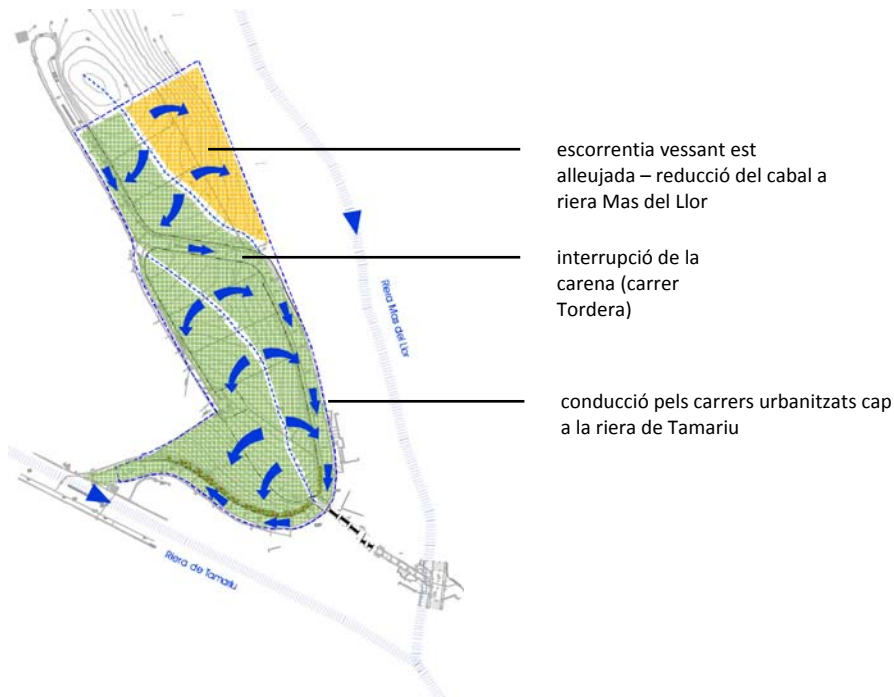 escorrentia vessant est
alleujada – reducció del cabal a
riera Mas del Llor
interrupció de la
carena (carrer
Tordera)
Riera Mas del Llor
conducció pels carrers urbanitzats cap
a la riera de Tamariu
Riera de Tamariu